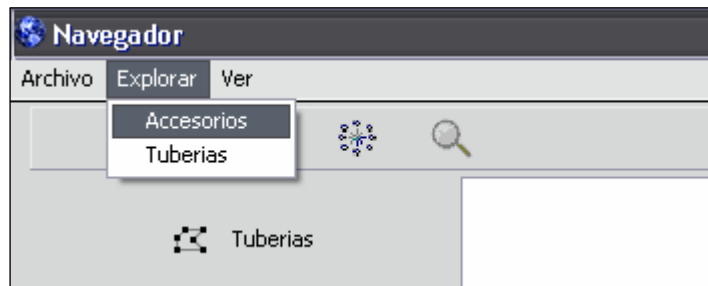 Navegador
Archivo Explorar Ver
Accesorios
Tuberias
Tuberias